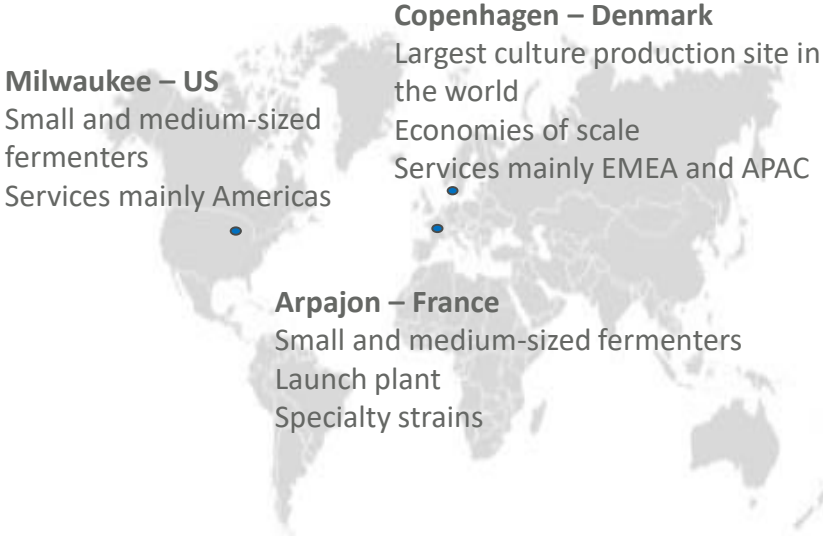 Copenhagen – Denmark
Largest culture production site in
the world
Economies of scale
Services mainly EMEA and APAC
Milwaukee – US
Small and medium-sized
fermenters
Services mainly Americas
Arpajon – France
Small and medium-sized fermenters
Launch plant
Specialty strains